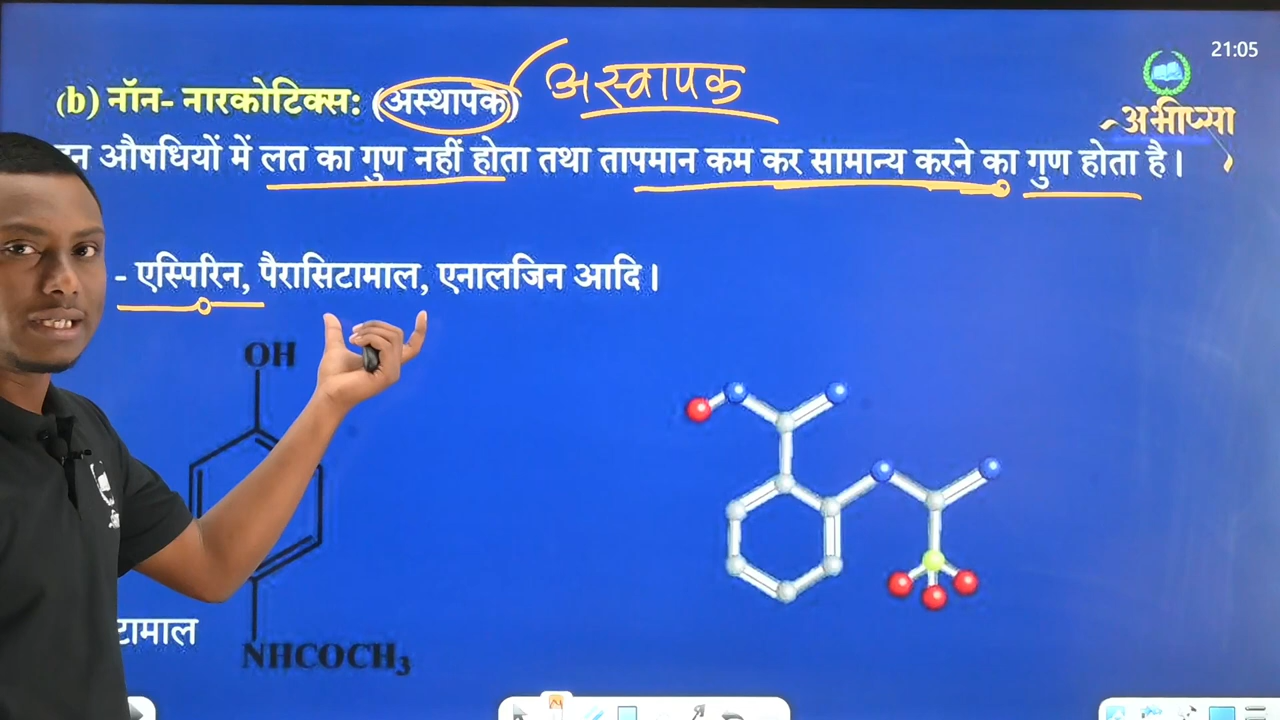 21:05
(b) नॉन- नारकोटिक्स: (अस्थापक) अस्वापक
अभीप्सा
औषधियों में लत का गुण नहीं होता तथा तापमान कम कर सामान्य करने का गुण होता है।
- एस्पिरिन, पैरासिटामाल, एनालजिन आदि।
OH
टामाल
NHCOCH₃